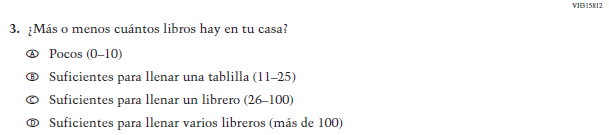 VH315812
3. ¿Más o menos cuántos libros hay en tu casa?
Ⓐ Pocos (0–10)
Ⓑ Suficientes para llenar una tablilla (11–25)
Ⓒ Suficientes para llenar un librero (26–100)
Ⓓ Suficientes para llenar varios libreros (más de 100)